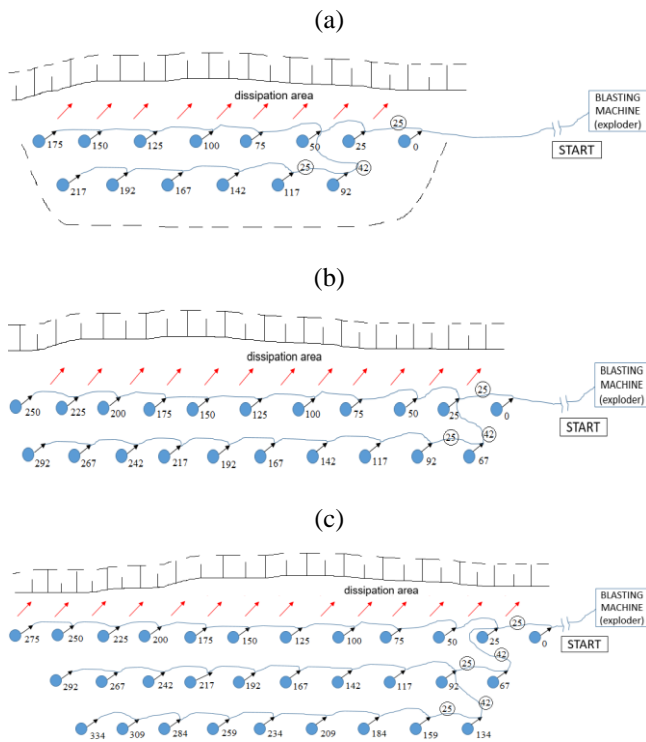 (a)
dissipation area
BLASTING
MACHINE
(exploder)
START
25
175 150 125 100 75 50 25 0
25 42
217 192 167 142 117 92
(b)
dissipation area
BLASTING
MACHINE
(exploder)
START
25
250 225 200 175 150 125 100 75 50 25 0
25 42
292 267 242 217 192 167 142 117 92 67
(c)
dissipation area
BLASTING
MACHINE
(exploder)
START
25
275 250 225 200 175 150 125 100 75 50 25 0
25 42
292 267 242 217 192 167 142 117 92 67
25 42
334 309 284 259 234 209 184 159 134